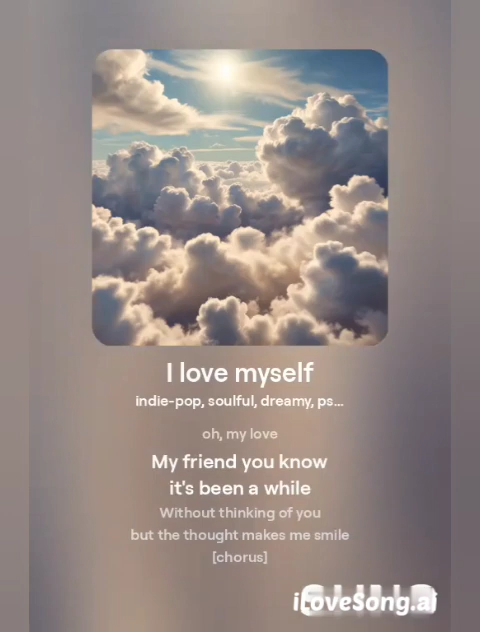 I love myself
indie-pop, soulful, dreamy, ps...
oh, my love
My friend you know
it's been a while
Without thinking of you
but the thought makes me smile
[chorus]
iLoveSong.ai